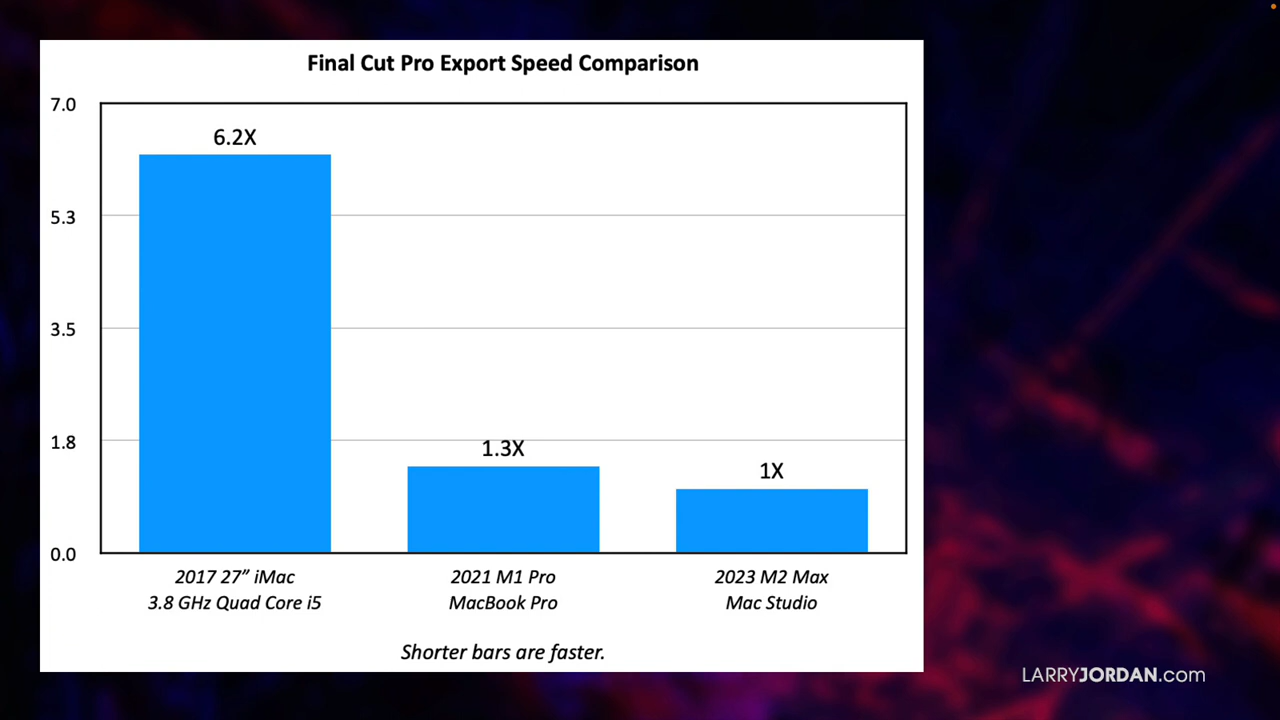 Final Cut Pro Export Speed Comparison
7.0
6.2X
5.3
3.5
1.8
1.3X
1X
0.0
2017 27” iMac
3.8 GHz Quad Core i5
2021 M1 Pro
MacBook Pro
2023 M2 Max
Mac Studio
Shorter bars are faster.
LARRYJORDAN.com